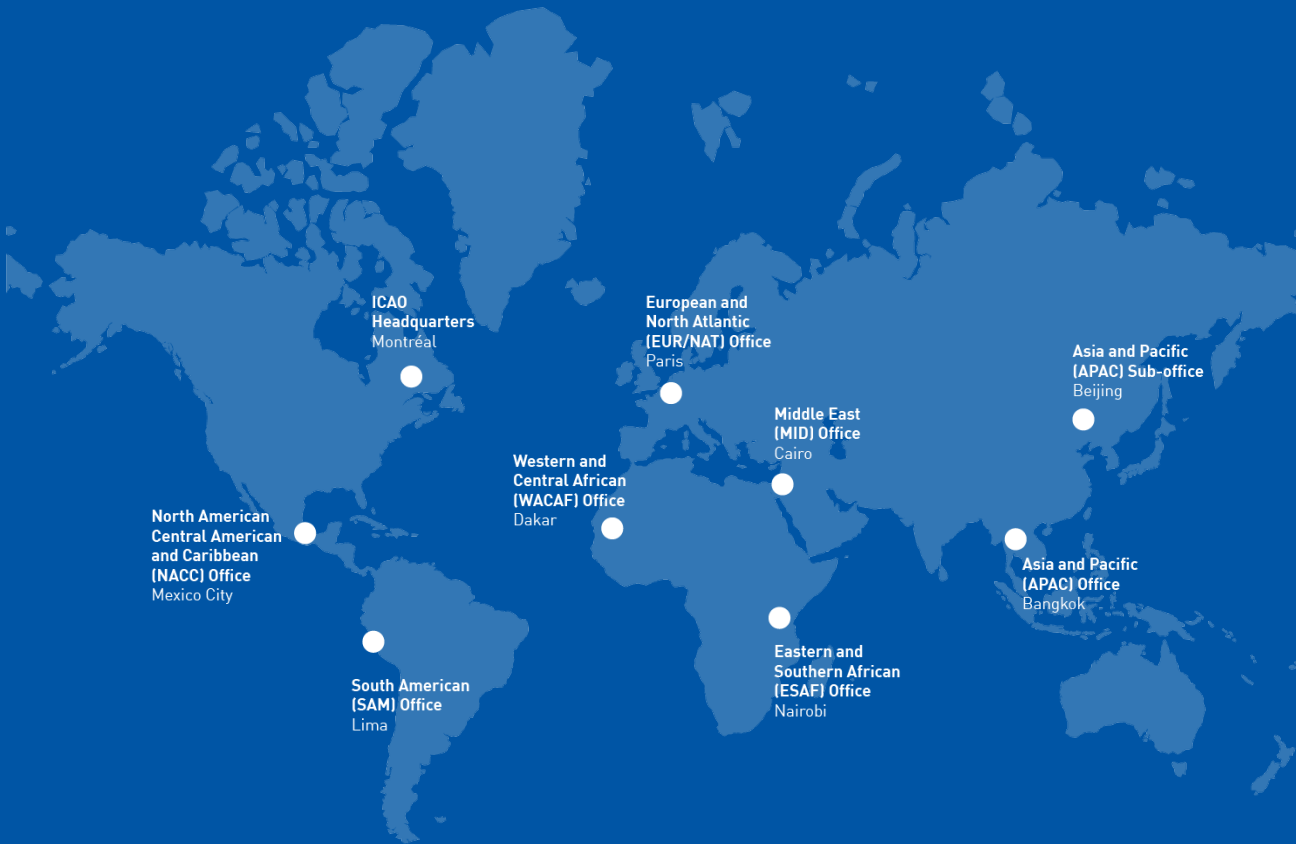 ICAO
Headquarters
Montréal
European and
North Atlantic
(EUR/NAT) Office
Paris
Asia and Pacific
(APAC) Sub-office
Beijing
Middle East
(MID) Office
Cairo
Western and
Central African
(WACAF) Office
Dakar
North American
Central American
and Caribbean
(NACC) Office
Mexico City
Asia and Pacific
(APAC) Office
Bangkok
South American
(SAM) Office
Lima
Eastern and
Southern African
(ESAF) Office
Nairobi